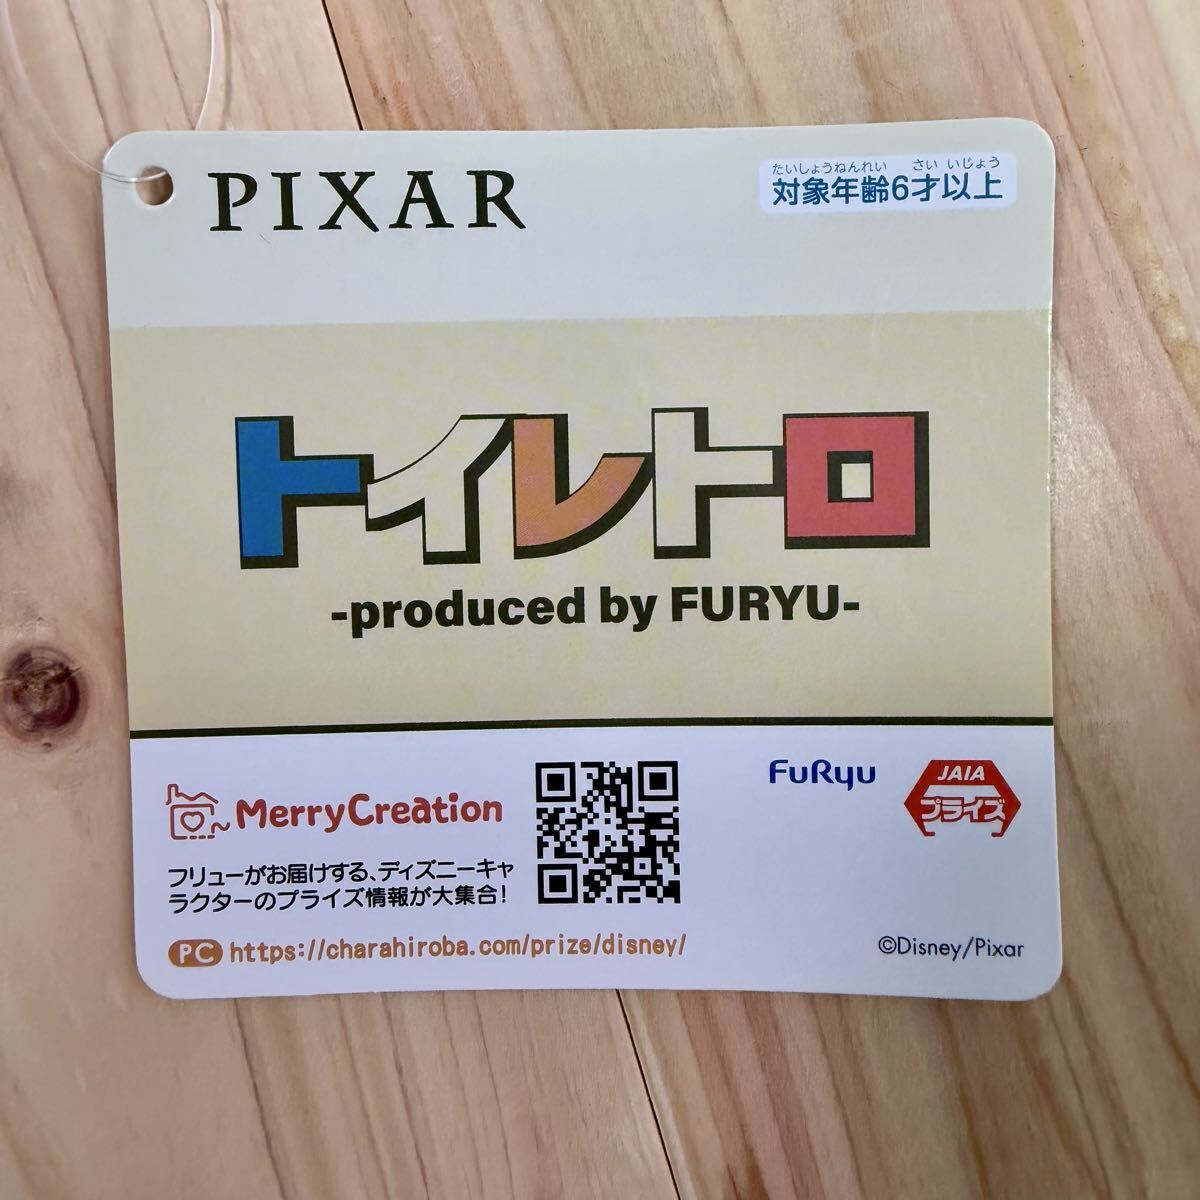 PIXAR
たいしょうねんれい さい いじょう
対象年齢6才以上
トイレトロ
-produced by FURYU-
MerryCreation
フリューがお届けする、ディズニーキャ
ラクターのプライズ情報が大集合!
PC https://charahiroba.com/prize/disney/
FuRyu
JAIA
プライズ
©Disney/Pixar